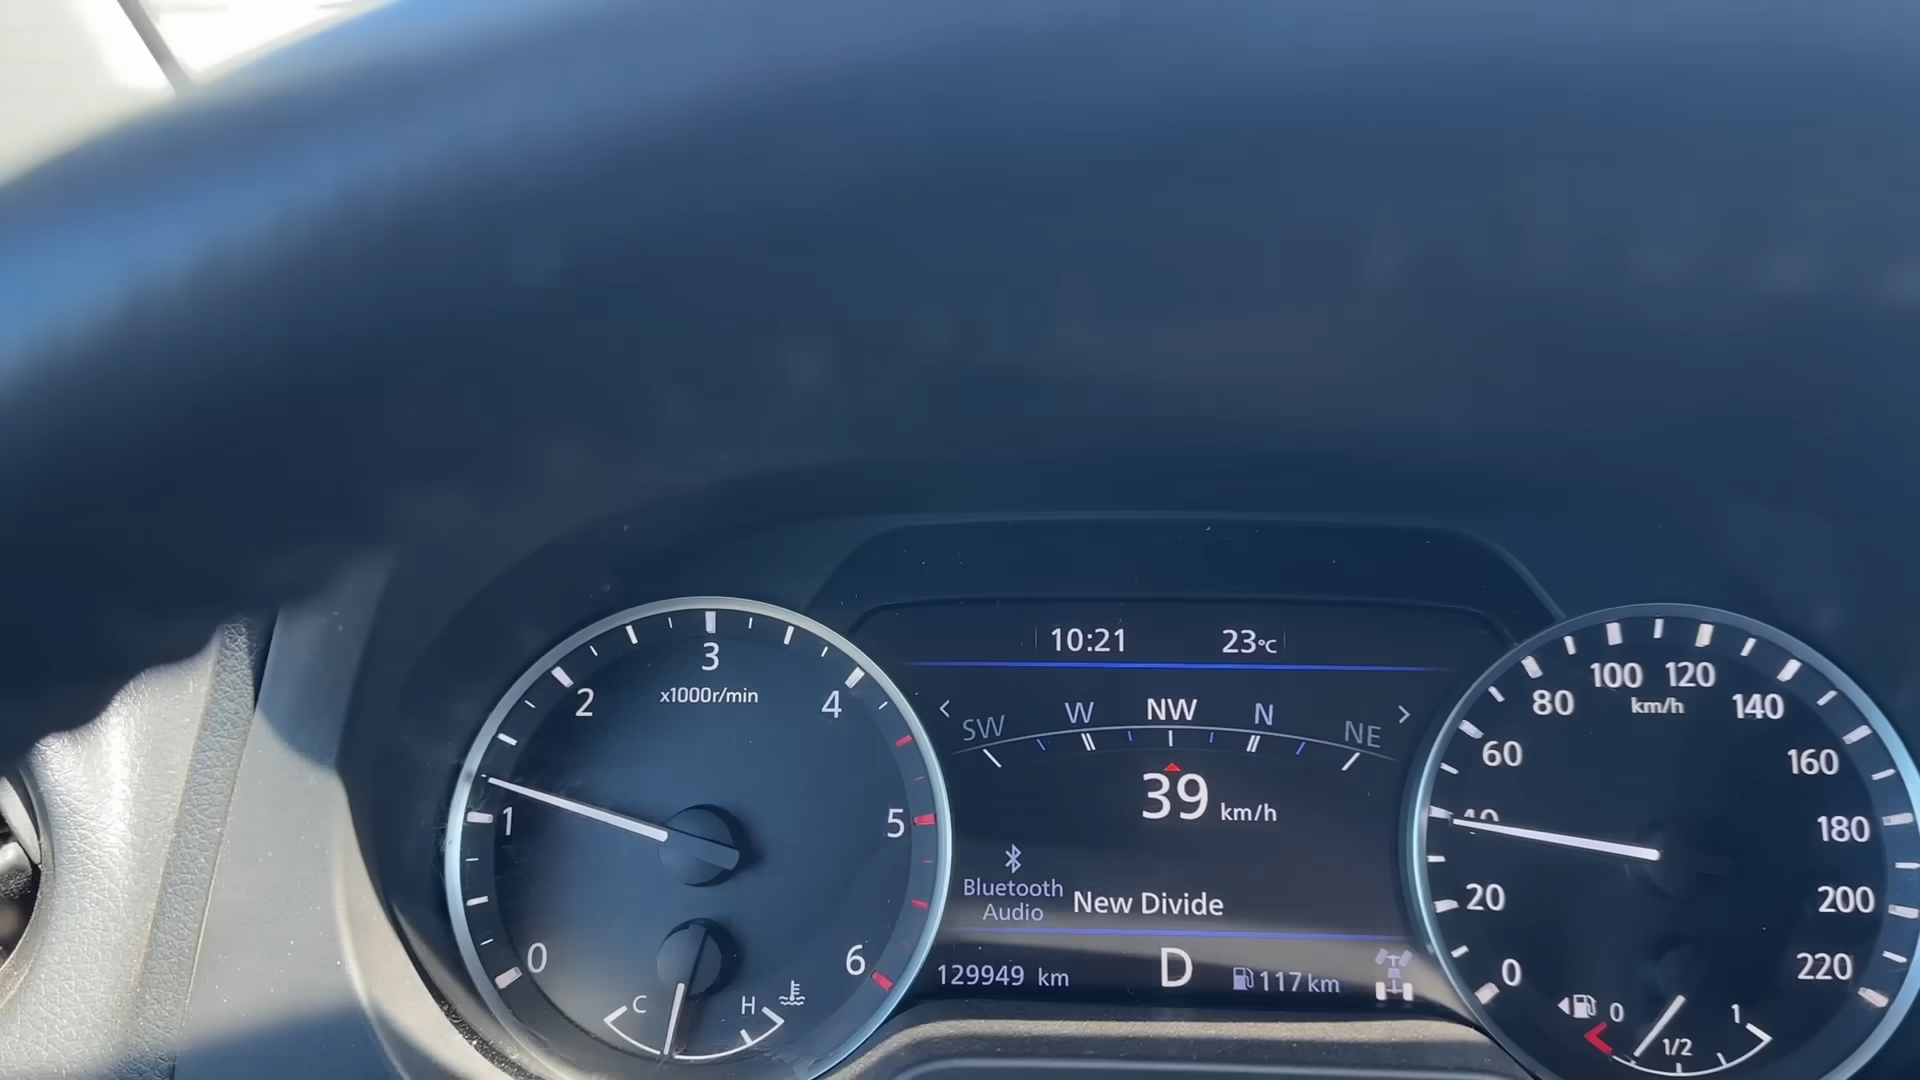 10:21 23°C
SW W NW N NE
39 km/h
Bluetooth
Audio
New Divide
129949 km D 117 km
0 1 2 3 4 5 6
x1000r/min
C H
0 20 40 60 80 100 120 140 160 180 200 220
km/h
0 1/2 1